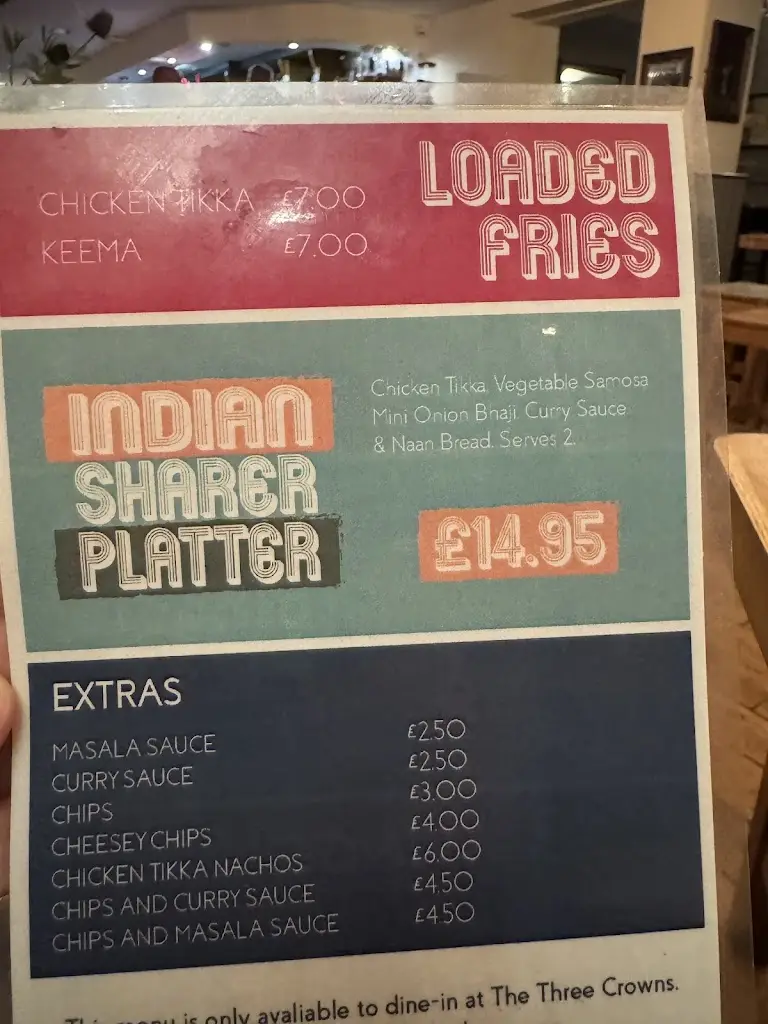 LOADED
FRIES
CHICKEN TIKKA £7.00
KEEMA £7.00
INDIAN
SHARER
PLATTER
Chicken Tikka, Vegetable Samosa
Mini Onion Bhaji, Curry Sauce
& Naan Bread. Serves 2.
£14.95
EXTRAS
MASALA SAUCE £2.50
CURRY SAUCE £2.50
CHIPS £3.00
CHEESEY CHIPS £4.00
CHICKEN TIKKA NACHOS £6.00
CHIPS AND CURRY SAUCE £4.50
CHIPS AND MASALA SAUCE £4.50
This menu is only avaliable to dine-in at The Three Crowns.